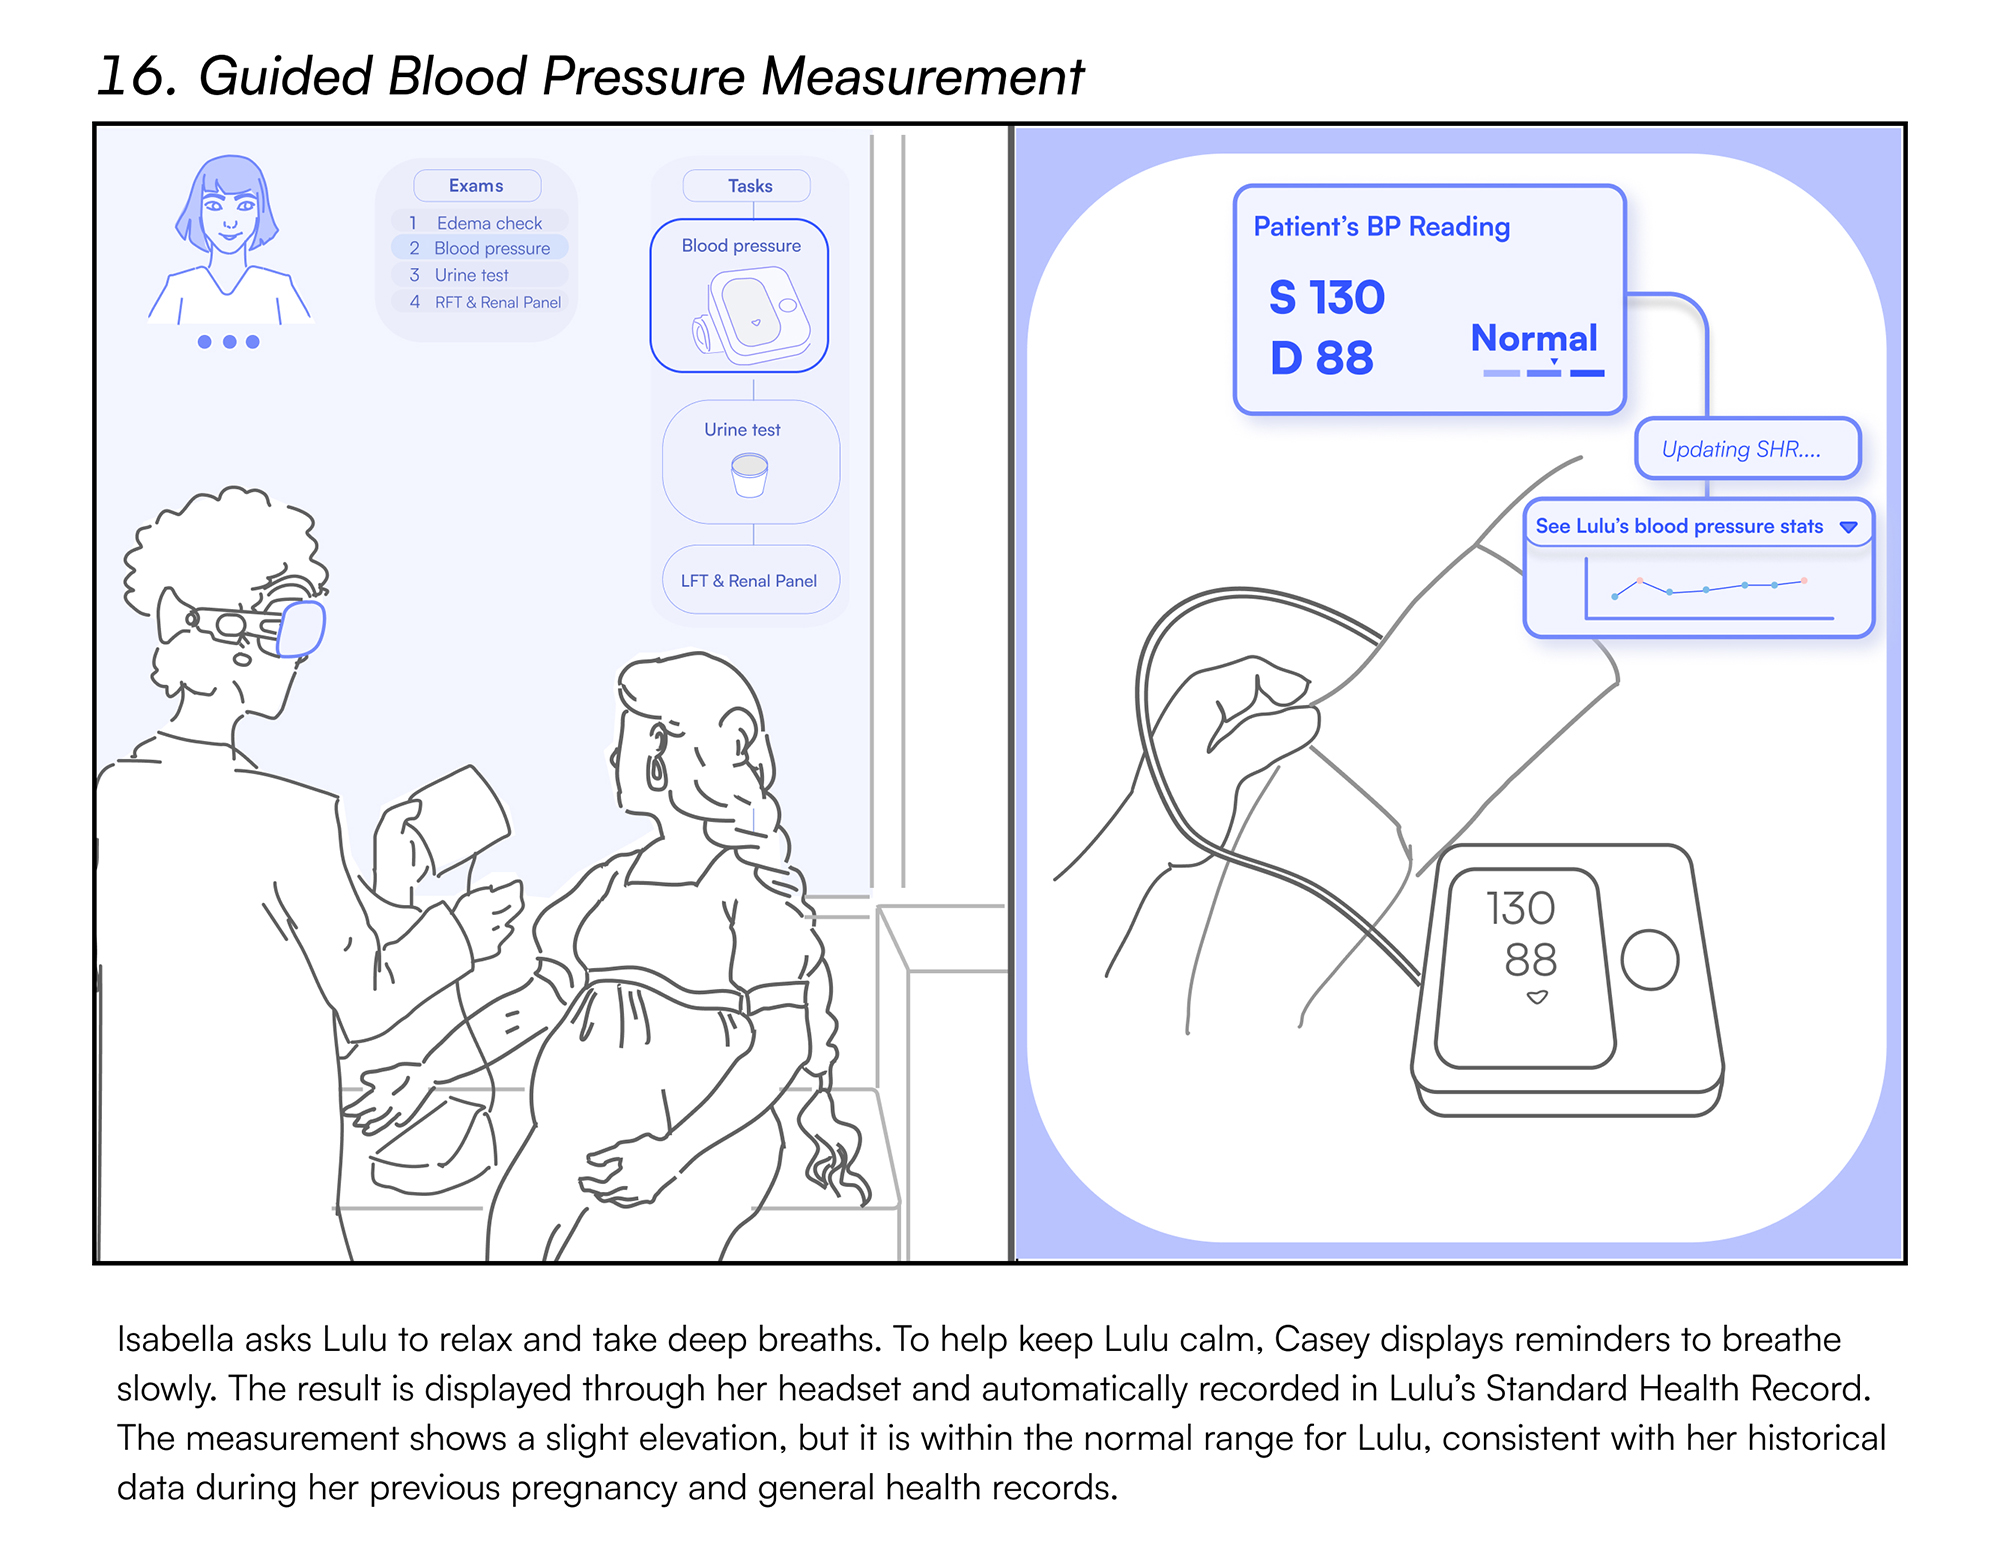 16. Guided Blood Pressure Measurement
Exams
1 Edema check
2 Blood pressure
3 Urine test
4 RFT & Renal Panel
Tasks
Blood pressure
Urine test
LFT & Renal Panel
Patient’s BP Reading
S 130
D 88
Normal
Updating SHR....
See Lulu’s blood pressure stats
130
88
Isabella asks Lulu to relax and take deep breaths. To help keep Lulu calm, Casey displays reminders to breathe
slowly. The result is displayed through her headset and automatically recorded in Lulu’s Standard Health Record.
The measurement shows a slight elevation, but it is within the normal range for Lulu, consistent with her historical
data during her previous pregnancy and general health records.